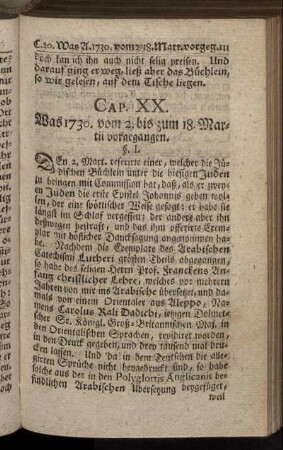 C. 20. Was A. 1730. vom 2-18. Mart. vorgeg. 111
doch kan ich ihn auch nicht selig preisen. Und
darauf ging er weg, ließ aber das Büchlein,
so wir gelesen, auf dem Tische liegen.
CAP. XX.
Was 1730. vom 2. bis zum 18. Mar-
tii vorgegangen.
§. I.
DEn 2. Mart. referirte einer, welcher die Jü-
dischen Büchlein unter die hiesigen Juden
zu bringen mit Commission hat, daß, als er zwey-
en Juden die erste Epistel Johannis geben wol-
len, der eine spöttischer Weise gesagt: er habe sie
längst im Schlaf vergessen; der andere aber ihn
deßwegen bestraft, und das ihm offerirte Exem-
plar mit höflicher Dancksagung angenommen ha-
be. Nachdem die Exemplare des Arabischen
Catechismi Lutheri größten Theils abgegangen,
so habe des seligen Herrn Prof. Franckens An-
fang christlicher Lehre, welches vor mehrern
Jahren von mir ins Arabische übersetzet, und da-
mals von einem Orientaler aus Aleppo, Na-
mens Carolus Rali Dadichi, ietzigen Dolmet-
scher Sr. Königl. Groß-Britannischen Maj. in
den Orientalischen Sprachen, revidiret worden,
in den Druck gegeben, und drey tausend mal dru-
cken lassen. Und da in dem Teutschen die alle-
girten Sprüche nicht beygedruckt sind, so habe
solche aus der in den Polyglottis Anglicanis be-
findlichen Arabischen Übersetzung beygefüget,
weil